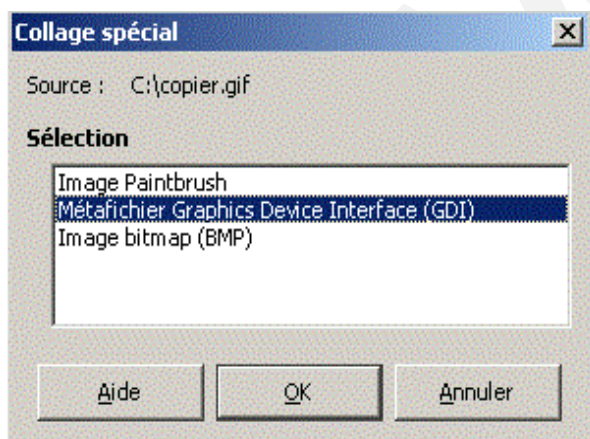 Collage spécial
Source : C:\copier.gif
Sélection
Image Paintbrush
Métafichier Graphics Device Interface (GDI)
Image bitmap (BMP)
Aide OK Annuler